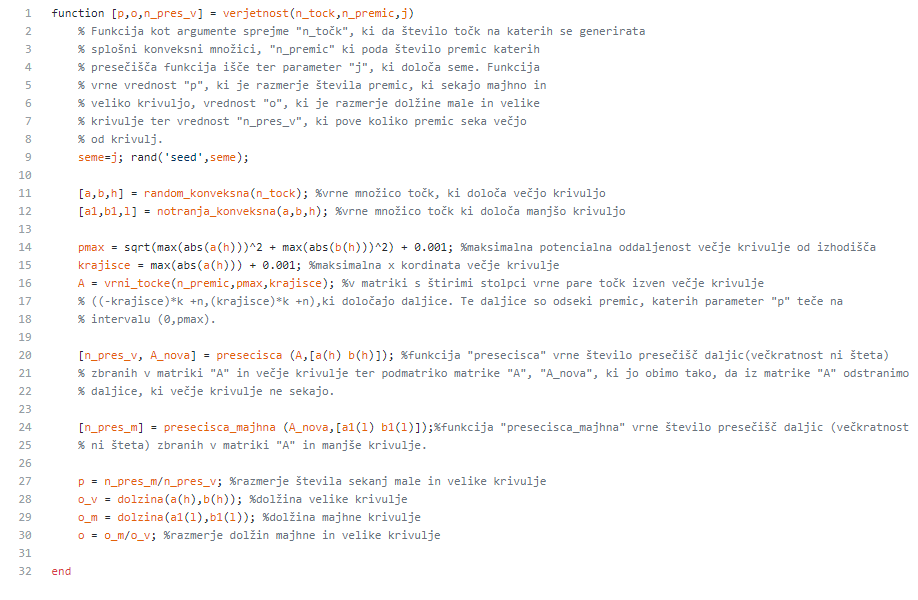 1 function [p,o,n_pres_v] = verjetnost(n_tock,n_premic,j)
2 % Funkcija kot argumente sprejme "n_točk", ki da število točk na katerih se generirata
3 % splošni konveksni množici, "n_premic" ki poda število premic katerih
4 % presečišča funkcija išče ter parameter "j", ki določa seme. Funkcija
5 % vrne vrednost "p", ki je razmerje števila premic, ki sekajo majhno in
6 % veliko krivuljo, vrednost "o", ki je razmerje dolžine male in velike
7 % krivulje ter vrednost "n_pres_v", ki pove koliko premic seka večjo
8 % od krivulj.
9 seme=j; rand('seed',seme);
10
11 [a,b,h] = random_konveksna(n_tock); %vrne množico točk, ki določa večjo krivuljo
12 [a1,b1,l] = notranja_konveksna(a,b,h); %vrne množico točk ki določa manjšo krivuljo
13
14 pmax = sqrt(max(abs(a(h)))^2 + max(abs(b(h)))^2) + 0.001; %maksimalna potencialna oddaljenost večje krivulje od izhodišča
15 krajisce = max(abs(a(h))) + 0.001; %maksimalna x kordinata večje krivulje
16 A = vrni_tocke(n_premic,pmax,krajisce); %v matriki s štirimi stolpci vrne pare točk izven večje krivulje
17 % ((-krajisce)*k +n,(krajisce)*k +n),ki določajo daljice. Te daljice so odseki premic, katerih parameter "p" teče na
18 % intervalu (0,pmax).
19
20 [n_pres_v, A_nova] = presecisca (A,[a(h) b(h)]); %funkcija "presecisca" vrne število presečišč daljic(večkratnost ni šteta)
21 % zbranih v matriki "A" in večje krivulje ter podmatriko matrike "A", "A_nova", ki jo obimo tako, da iz matrike "A" odstranimo
22 % daljice, ki večje krivulje ne sekajo.
23
24 [n_pres_m] = presecisca_majhna (A_nova,[a1(l) b1(l)]);%funkcija "presecisca_majhna" vrne število presečišč daljic (večkratnost
25 % ni šteta) zbranih v matriki "A" in manjše krivulje.
26
27 p = n_pres_m/n_pres_v; %razmerje števila sekanj male in velike krivulje
28 o_v = dolzina(a(h),b(h)); %dolžina velike krivulje
29 o_m = dolzina(a1(l),b1(l)); %dolžina majhne krivulje
30 o = o_m/o_v; %razmerje dolžin majhne in velike krivulje
31
32 end